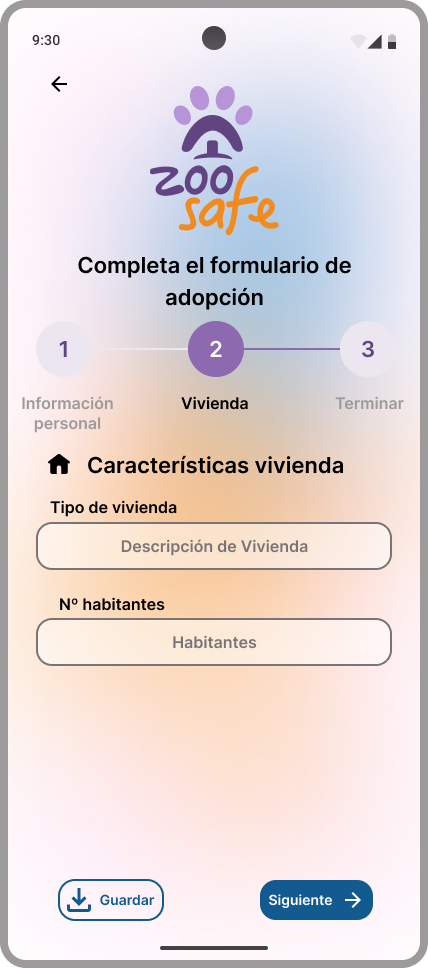 9:30
zoo
safe
Completa el formulario de
adopción
1
2
3
Información
personal
Vivienda
Terminar
Características vivienda
Tipo de vivienda
Descripción de Vivienda
Nº habitantes
Habitantes
Guardar
Siguiente